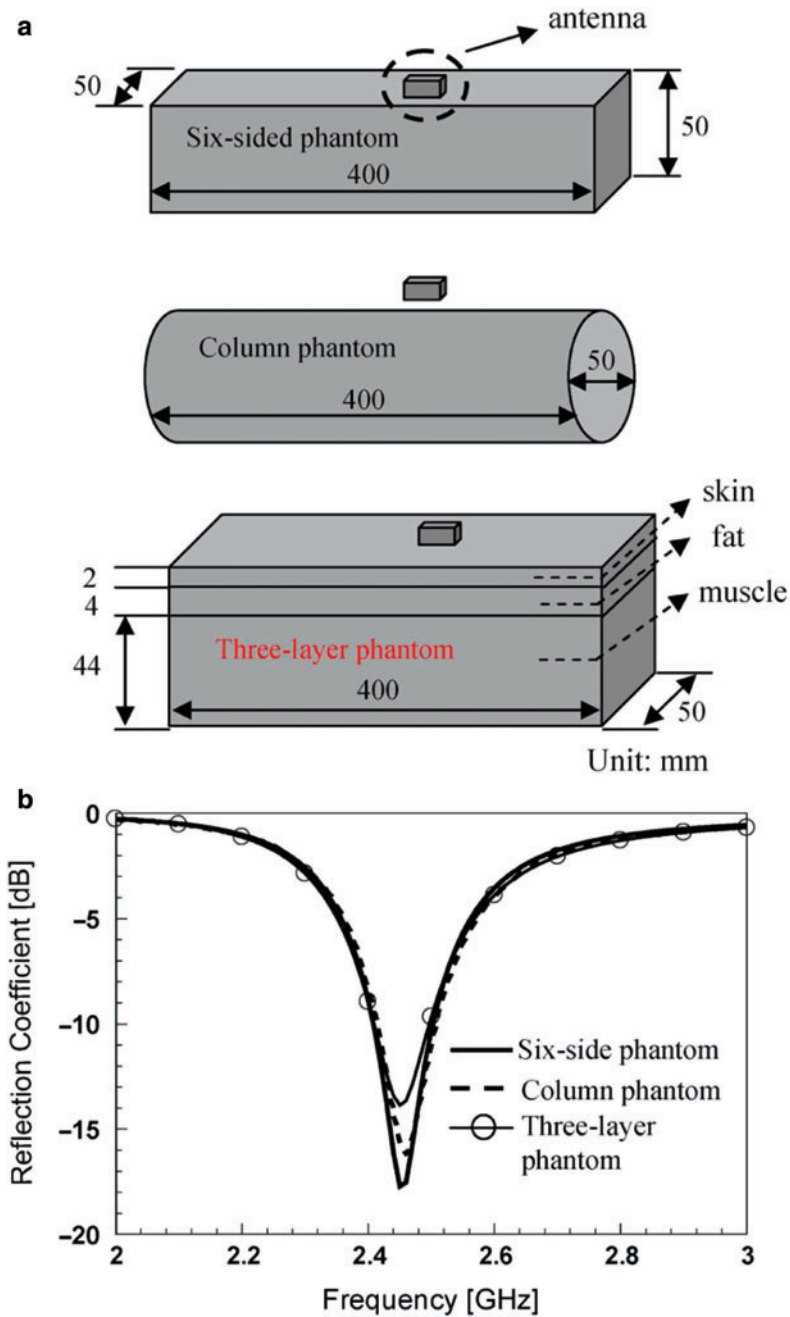 a
antenna
50
Six-sided phantom
50
400
Column phantom
50
400
skin
fat
muscle
2
4
44
Three-layer phantom
400
50
Unit: mm
b
0
−5
−10
−15
−20
Reflection Coefficient [dB]
Six-side phantom
Column phantom
Three-layer
phantom
2
2.2
2.4
2.6
2.8
3
Frequency [GHz]